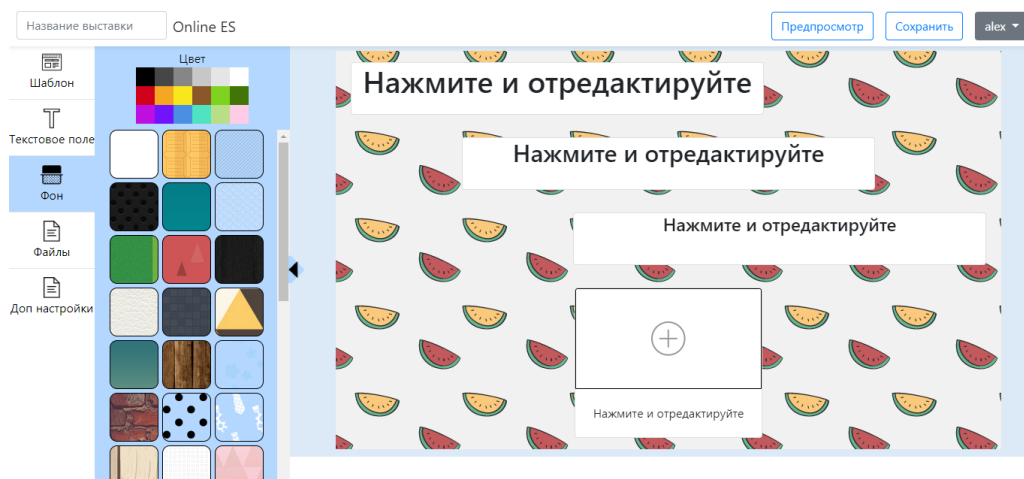 Название выставки
Online ES
Предпросмотр
Сохранить
alex
Шаблон
Текстовое поле
Фон
Файлы
Доп настройки
Цвет
Нажмите и отредактируйте
Нажмите и отредактируйте
Нажмите и отредактируйте
Нажмите и отредактируйте